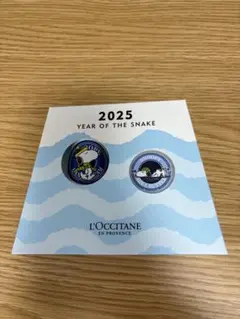 2025
YEAR OF THE SNAKE
L'OCCITANE
EN PROVENCE